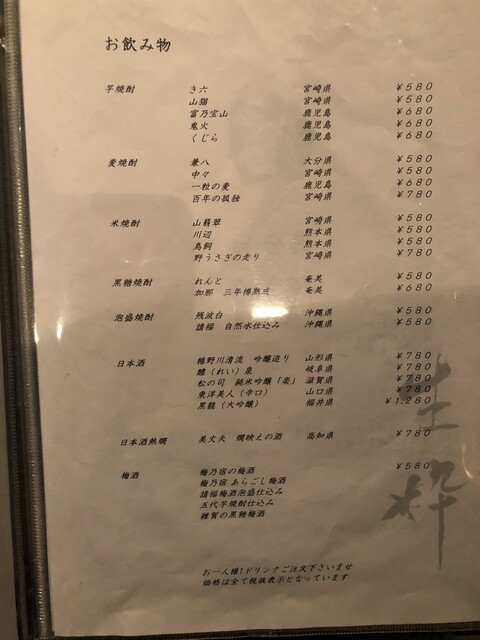 お飲み物
芋焼酎 き六 宮崎県 ¥580
山猫 宮崎県 ¥580
富乃宝山 鹿児島 ¥680
鬼火 鹿児島 ¥680
くじら 鹿児島 ¥680
麦焼酎 兼八 大分県 ¥580
中々 宮崎県 ¥580
一粒の麦 鹿児島 ¥680
百年の孤独 宮崎県 ¥780
米焼酎 山翡翠 宮崎県 ¥580
川辺 熊本県 ¥580
鳥飼 熊本県 ¥580
野うさぎの走り 宮崎県 ¥780
黒糖焼酎 れんと 奄美 ¥580
加那 三年樽熟成 奄美 ¥680
泡盛焼酎 残波白 沖縄県 ¥580
請福 自然水仕込み 沖縄県 ¥580
日本酒 楯野川清流 吟醸造り 山形県 ¥780
醴(れい)泉 岐阜県 ¥780
松の司 純米吟醸「楽」 滋賀県 ¥780
東洋美人(辛口) 山口県 ¥780
黒龍(大吟醸) 福井県 ¥1,280
日本酒熱燗 美丈夫 燗映えの酒 高知県 ¥780
梅酒 梅乃宿の梅酒 ¥580
梅乃宿 あらごし梅酒
請福梅酒泡盛仕込み
五代芋焼酎仕込み
雑賀の黒糖梅酒
お一人様1ドリンクご注文下さいませ
価格は全て税抜表示となっています